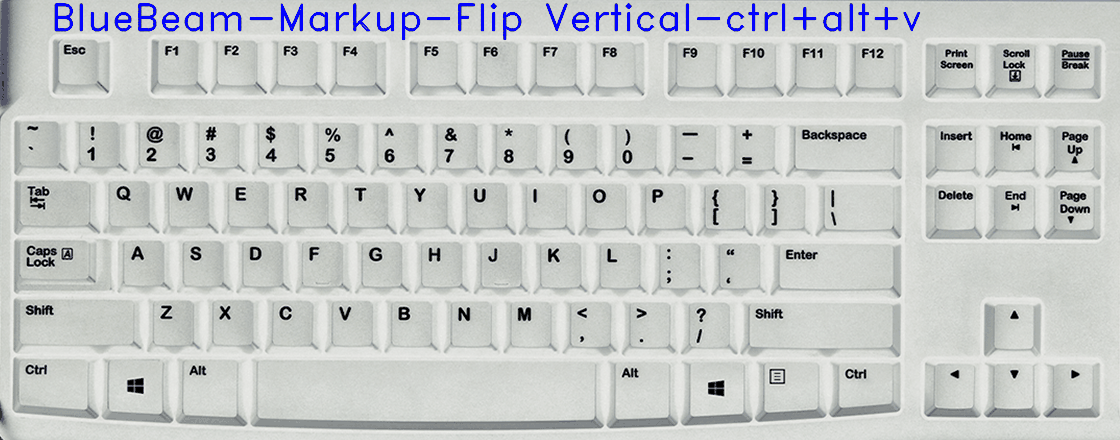 BlueBeam-Markup-Flip Vertical-ctrl+alt+v
Esc F1 F2 F3 F4 F5 F6 F7 F8 F9 F10 F11 F12 Print Screen Scroll Lock Pause Break
~ ` ! 1 @ 2 # 3 $ 4 % 5 ^ 6 & 7 * 8 ( 9 ) 0 — – + = Backspace Insert Home Page Up
Tab Q W E R T Y U I O P { [ } ] | \ Delete End Page Down
Caps Lock A A S D F G H J K L : ; “ ‘ Enter
Shift Z X C V B N M < , > . ? / Shift
Ctrl Alt Alt Ctrl